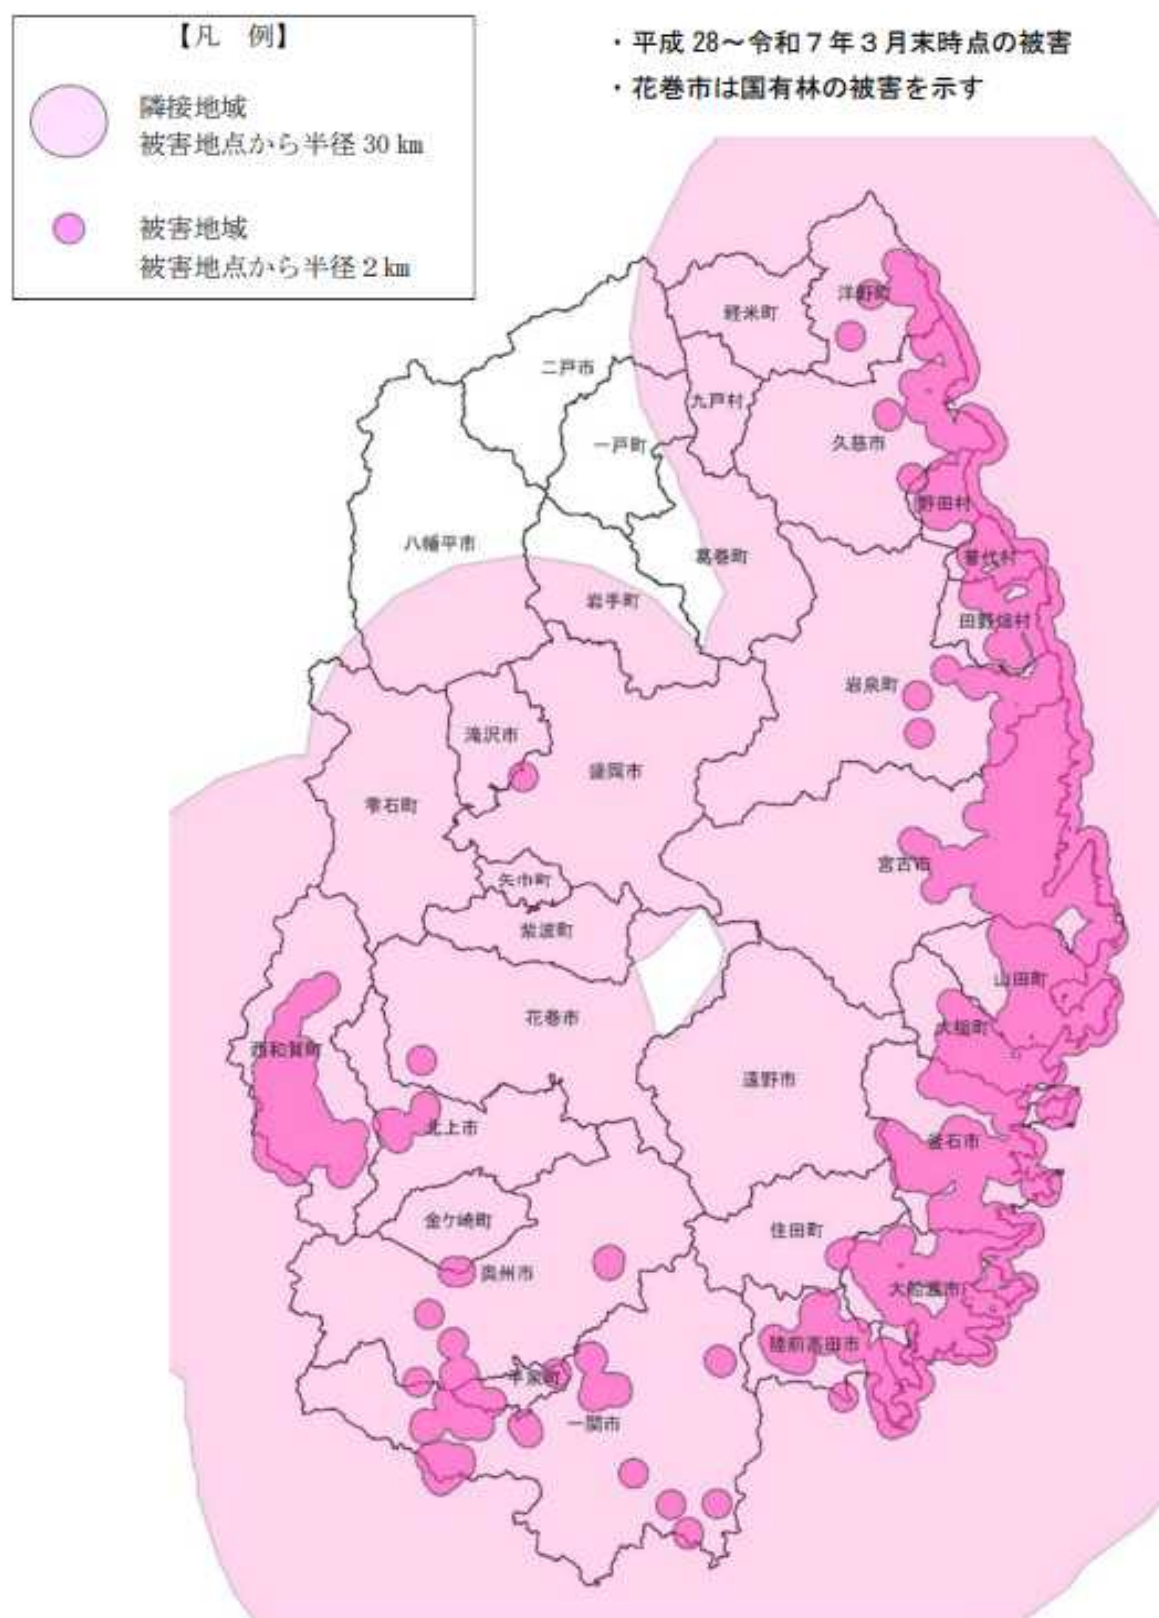 【凡　例】
隣接地域
被害地点から半径 30 km
被害地域
被害地点から半径 2 km
・平成 28～令和７年３月末時点の被害
・花巻市は国有林の被害を示す
洋野町
軽米町
二戸市
九戸村
一戸町
久慈市
野田村
八幡平市
葛巻町
普代村
岩手町
田野畑村
岩泉町
滝沢市
盛岡市
雫石町
宮古市
矢巾町
紫波町
山田町
花巻市
大槌町
西和賀町
遠野市
北上市
釜石市
金ケ崎町
住田町
奥州市
大船渡市
陸前高田市
平泉町
一関市